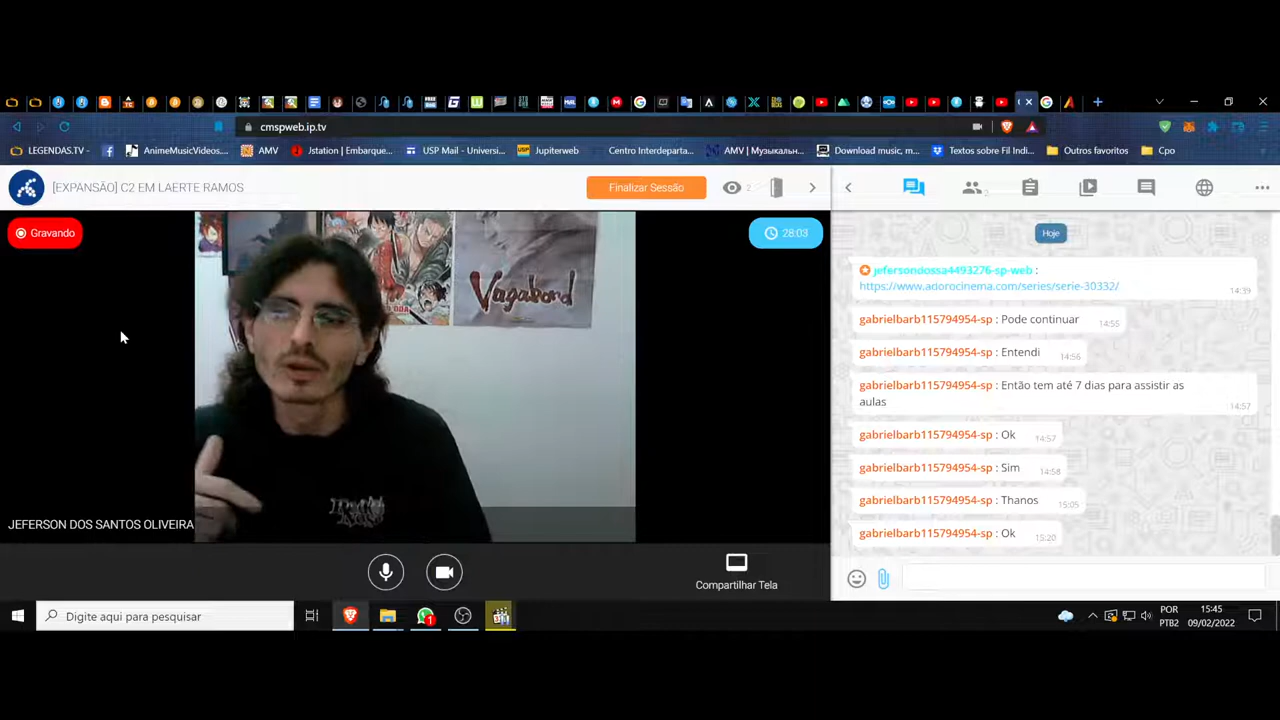 cmspweb.ip.tv
LEGENDAS.TV -
AnimeMusicVideos...
AMV
Jstation | Embarque...
USP Mail - Universi...
Jupiterweb
Centro Interdeparta...
AMV | Музыкальн...
Download music, m...
Textos sobre Fil Indi...
Outros favoritos
Cpo
[EXPANSÃO] C2 EM LAERTE RAMOS
Finalizar Sessão
2
2
Gravando
28:03
Vagabond
JEFERSON DOS SANTOS OLIVEIRA
Compartilhar Tela
Hoje
jefersondossa4493276-sp-web :
https://www.adorocinema.com/series/serie-30332/
14:39
gabrielbarb115794954-sp : Pode continuar
14:55
gabrielbarb115794954-sp : Entendi
14:56
gabrielbarb115794954-sp : Então tem até 7 dias para assistir as
aulas
14:57
gabrielbarb115794954-sp : Ok
14:57
gabrielbarb115794954-sp : Sim
14:58
gabrielbarb115794954-sp : Thanos
15:05
gabrielbarb115794954-sp : Ok
15:20
Digite aqui para pesquisar
1
POR
PTB2
15:45
09/02/2022